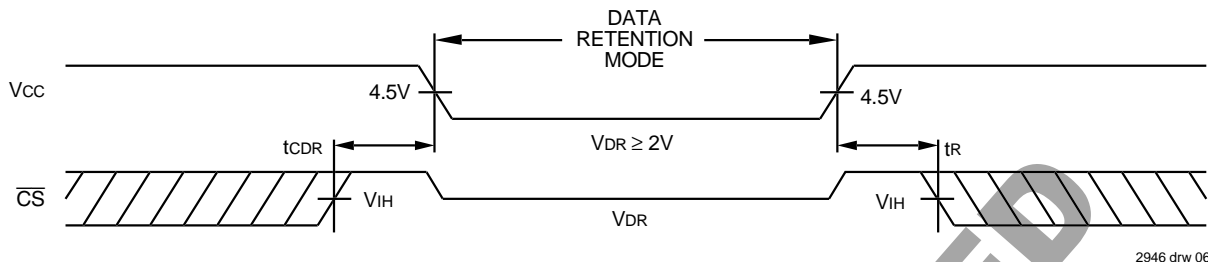 DATA
RETENTION
MODE
VCC
4.5V
4.5V
tCDR
VDR ≥ 2V
tR
CS
VIH
VDR
VIH
2946 drw 06